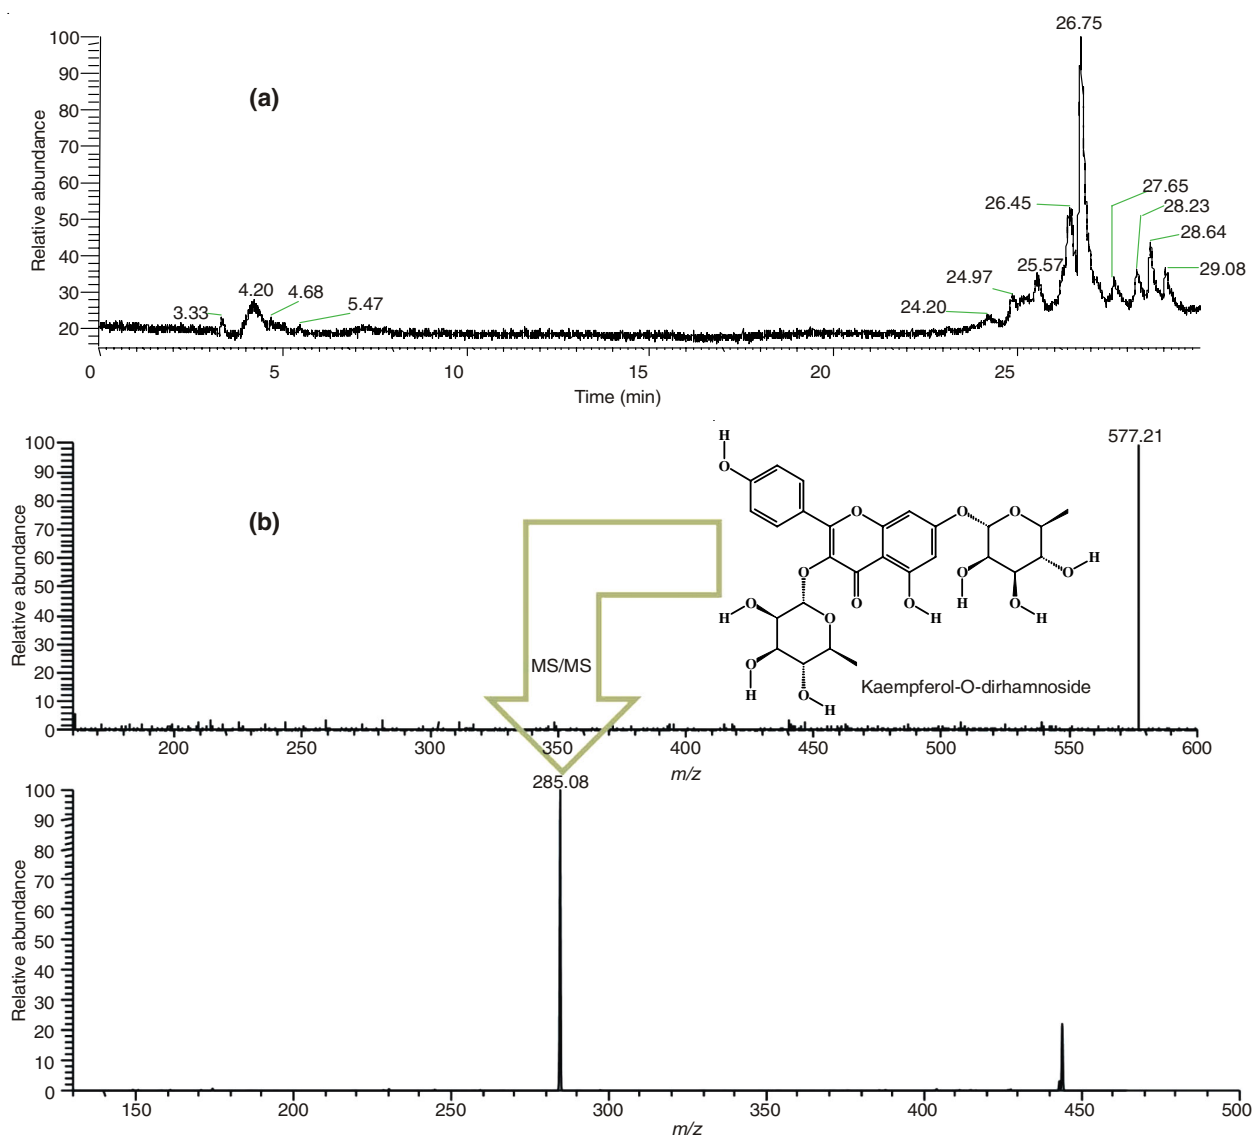 (a)
Relative abundance
100
90
80
70
60
50
40
30
20
3.33
4.20
4.68
5.47
24.20
24.97
25.57
26.45
26.75
27.65
28.23
28.64
29.08
0 5 10 15 20 25
Time (min)
(b)
Relative abundance
100
90
80
70
60
50
40
30
20
10
0
577.21
H
O
O
O
O
O
O
H
O
H
O
H
O
H
O
O
H
O
H
O
H
O
H
O
Kaempferol-O-dirhamnoside
MS/MS
200 250 300 350 400 450 500 550 600
m/z
285.08
Relative abundance
100
90
80
70
60
50
40
30
20
10
0
150 200 250 300 350 400 450 500
m/z